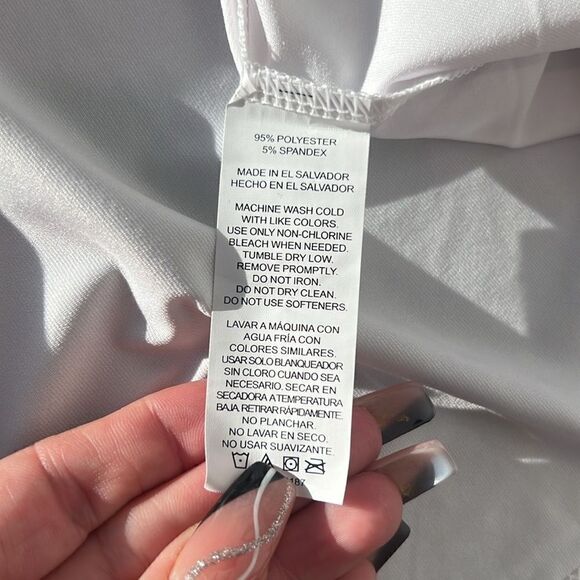 95% POLYESTER
5% SPANDEX
MADE IN EL SALVADOR
HECHO EN EL SALVADOR
MACHINE WASH COLD
WITH LIKE COLORS.
USE ONLY NON-CHLORINE
BLEACH WHEN NEEDED.
TUMBLE DRY LOW.
REMOVE PROMPTLY.
DO NOT IRON.
DO NOT DRY CLEAN.
DO NOT USE SOFTENERS.
LAVAR A MÁQUINA CON
AGUA FRÍA CON
COLORES SIMILARES.
USAR SOLO BLANQUEADOR
SIN CLORO CUANDO SEA
NECESARIO. SECAR EN
SECADORA A TEMPERATURA
BAJA. RETIRAR RÁPIDAMENTE.
NO PLANCHAR.
NO LAVAR EN SECO.
NO USAR SUAVIZANTE.
187